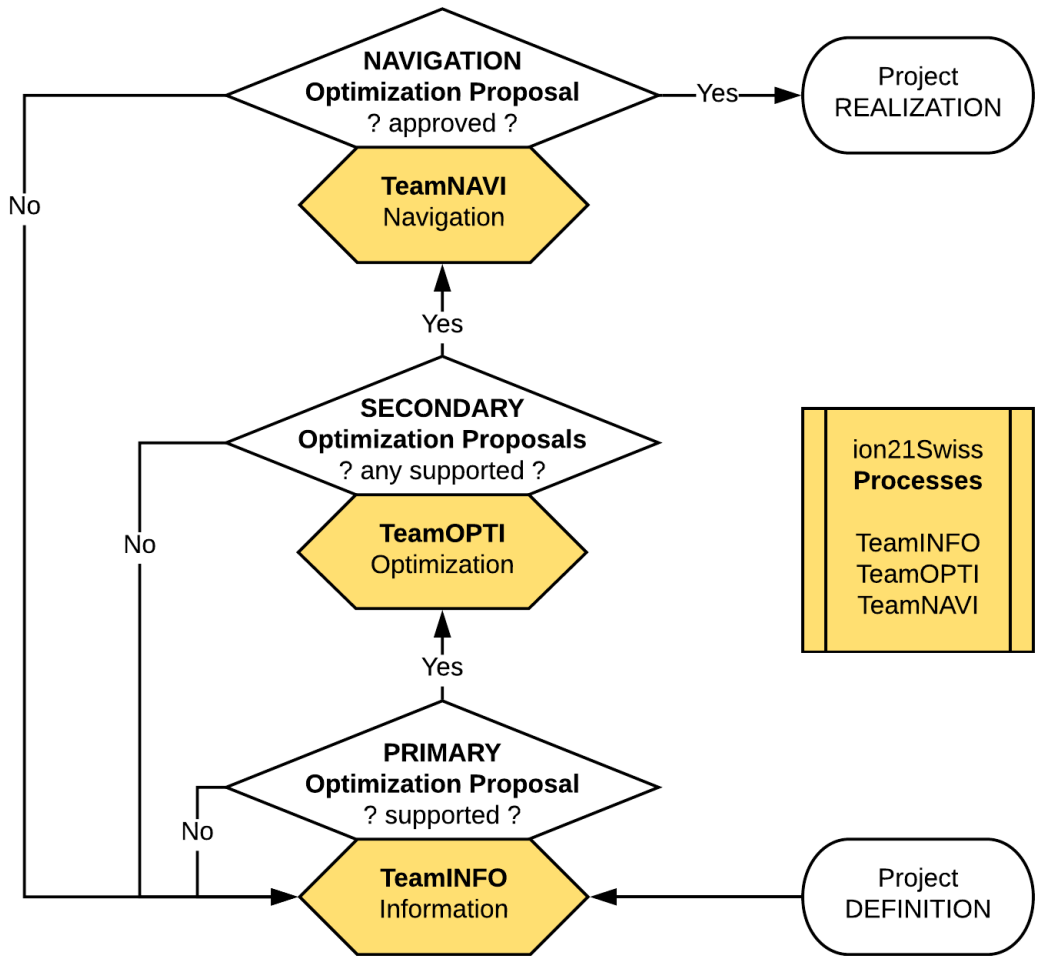 NAVIGATION
Optimization Proposal
? approved ?
Yes
Project
REALIZATION
TeamNAVI
Navigation
No
Yes
SECONDARY
Optimization Proposals
? any supported ?
TeamOPTI
Optimization
No
ion21Swiss
Processes
TeamINFO
TeamOPTI
TeamNAVI
Yes
PRIMARY
Optimization Proposal
? supported ?
No
TeamINFO
Information
Project
DEFINITION